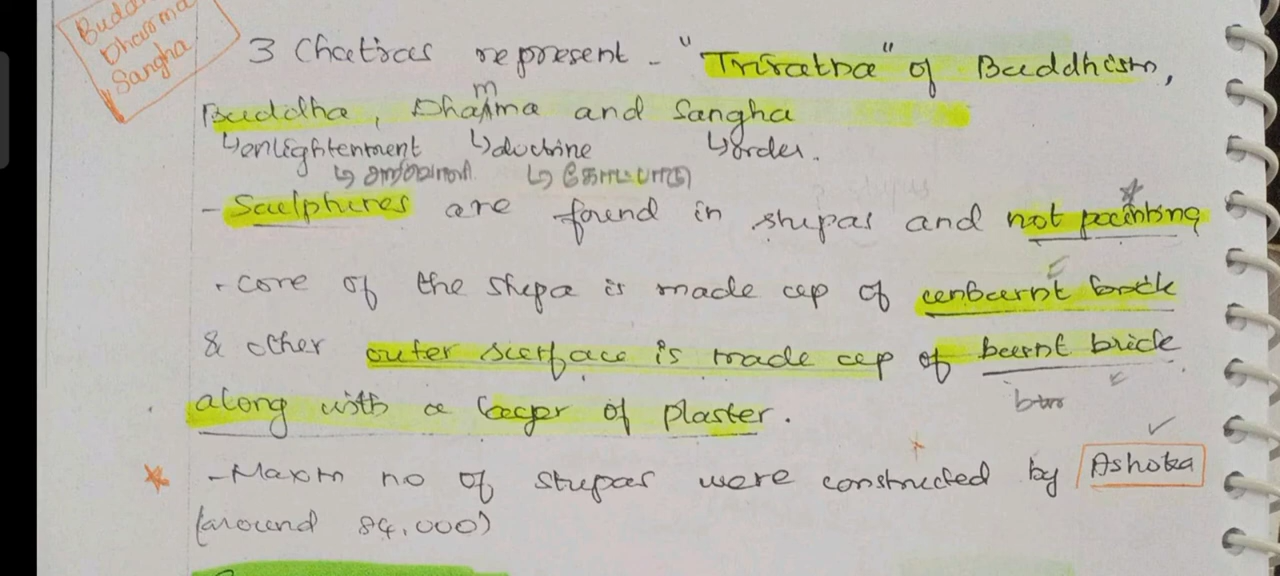 Buddha
Dharma
Sangha
3 Chatras represent - "Triratna" of Buddhism,
Buddha, Dhamma and Sangha
↳enlightenment ↳doctrine ↳order.
↳ ↳ கோட்பாடு
- Sculptures are found in stupas and not painting
· Core of the stupa is made up of unburnt brick
& other outer surface is made up of burnt brick
along with a layer of plaster.
- Maxm no of stupas were constructed by Ashoka
(around 84,000)